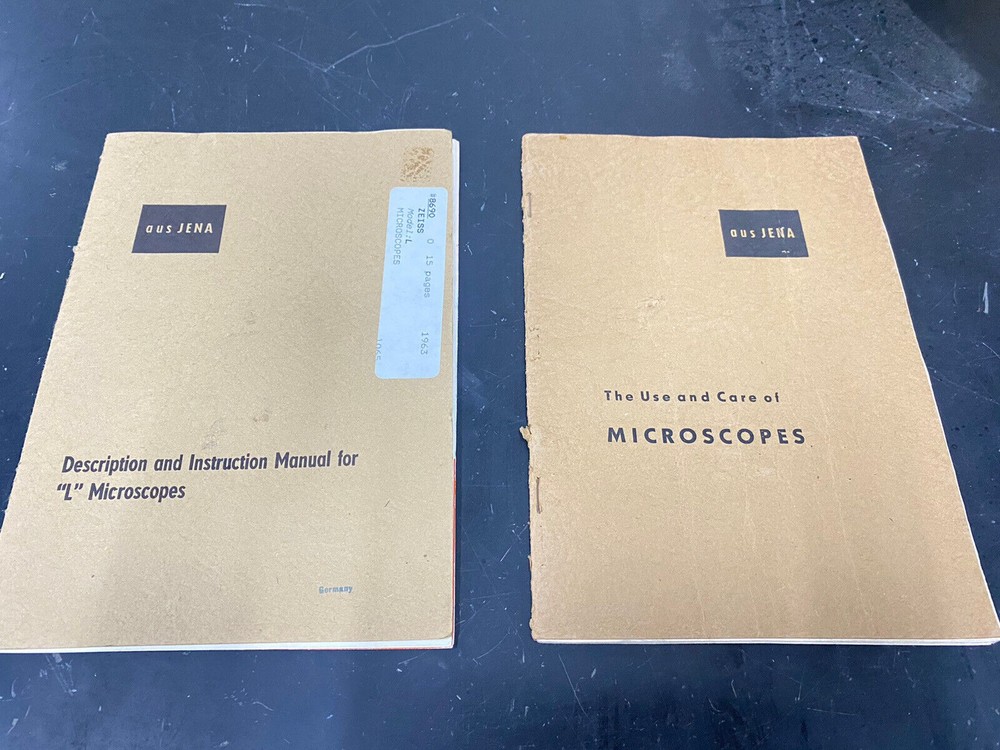 aus JENA
#8690
ZEISS O 15 pages 1963
Model:L
MICROSCOPES
Description and Instruction Manual for
"L" Microscopes
Germany
aus JENA
The Use and Care of
MICROSCOPES